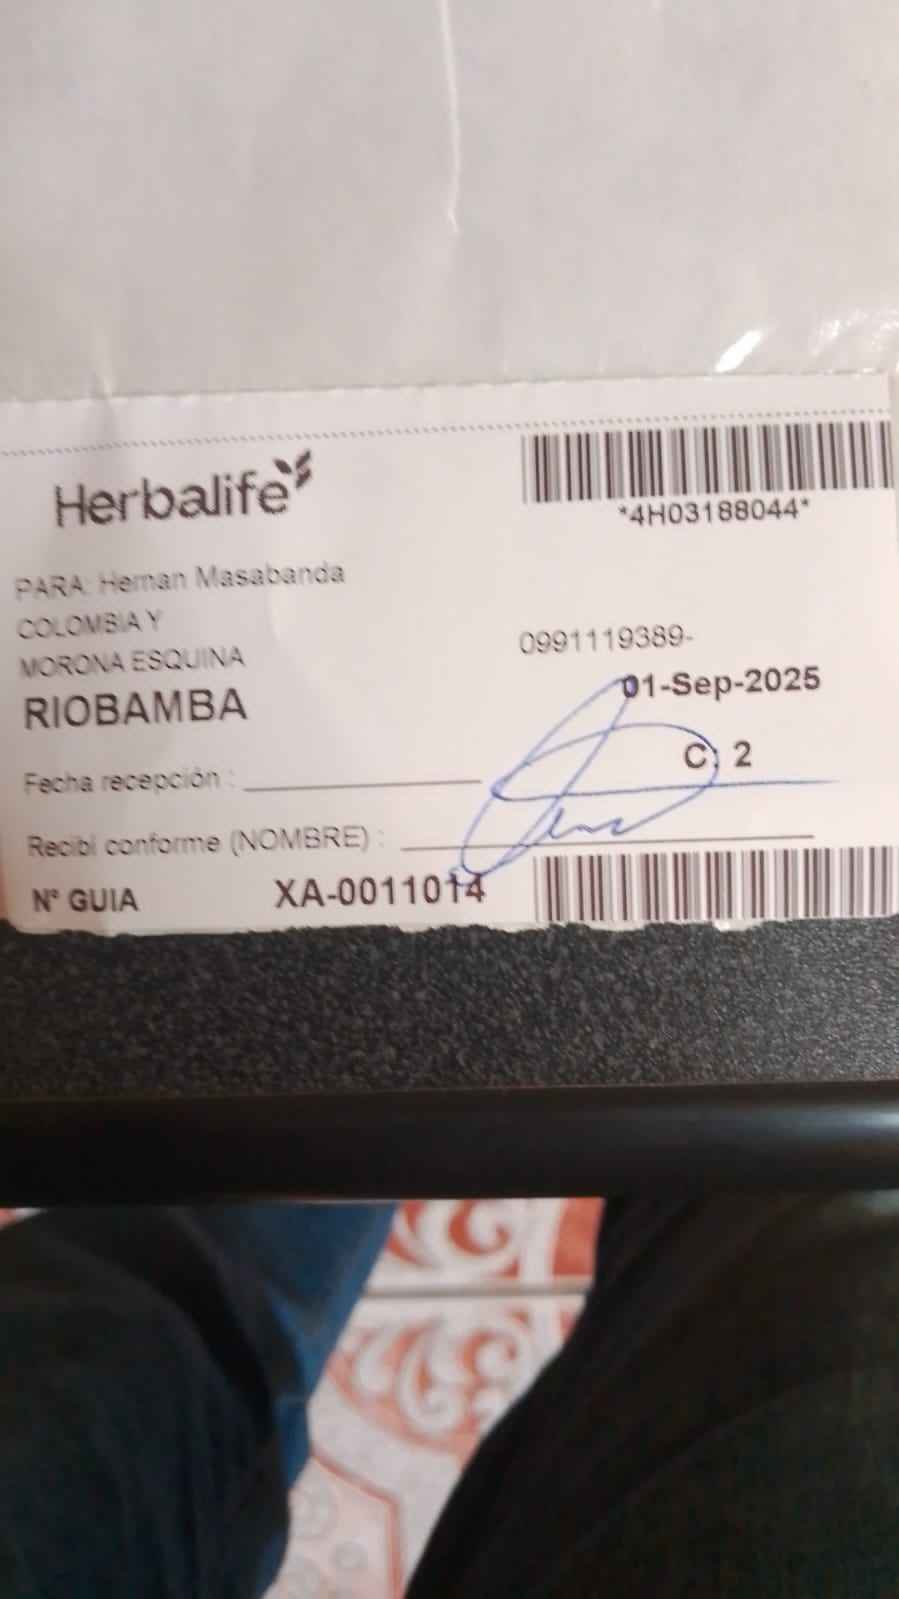 Herbalife
*4H03188044*
PARA: Hernan Masabanda
COLOMBIA Y
MORONA ESQUINA
0991119389-
RIOBAMBA
01-Sep-2025
C: 2
Fecha recepción :
Recibí conforme (NOMBRE) :
N° GUIA XA-0011014